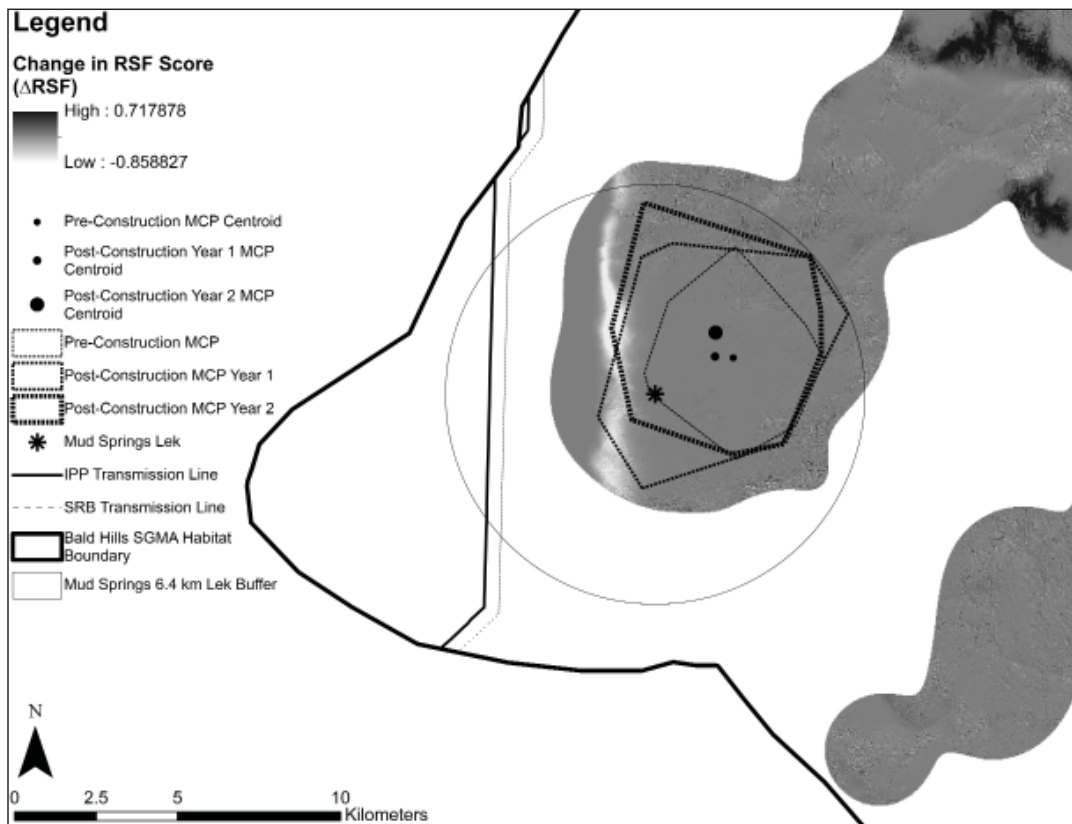 Legend
Change in RSF Score
(ΔRSF)
High : 0.717878
Low : -0.858827
Pre-Construction MCP Centroid
Post-Construction Year 1 MCP
Centroid
Post-Construction Year 2 MCP
Centroid
Pre-Construction MCP
Post-Construction MCP Year 1
Post-Construction MCP Year 2
Mud Springs Lek
IPP Transmission Line
SRB Transmission Line
Bald Hills SGMA Habitat
Boundary
Mud Springs 6.4 km Lek Buffer
N
0 2.5 5 10
Kilometers